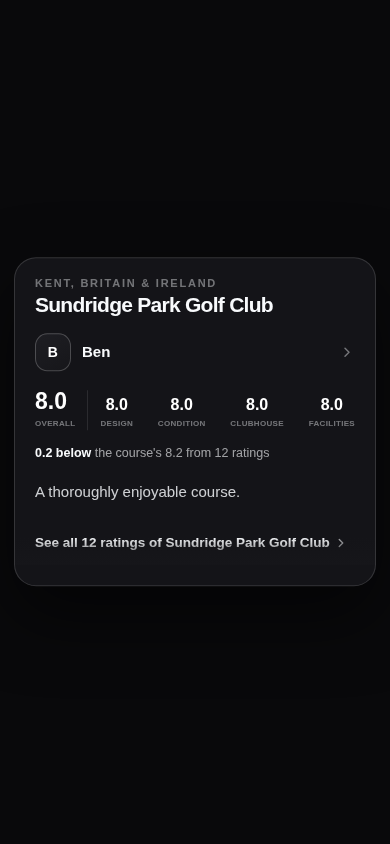 KENT, BRITAIN & IRELAND
Sundridge Park Golf Club
B
Ben
8.0 8.0 8.0 8.0 8.0
OVERALL DESIGN CONDITION CLUBHOUSE FACILITIES
0.2 below the course's 8.2 from 12 ratings
A thoroughly enjoyable course.
See all 12 ratings of Sundridge Park Golf Club